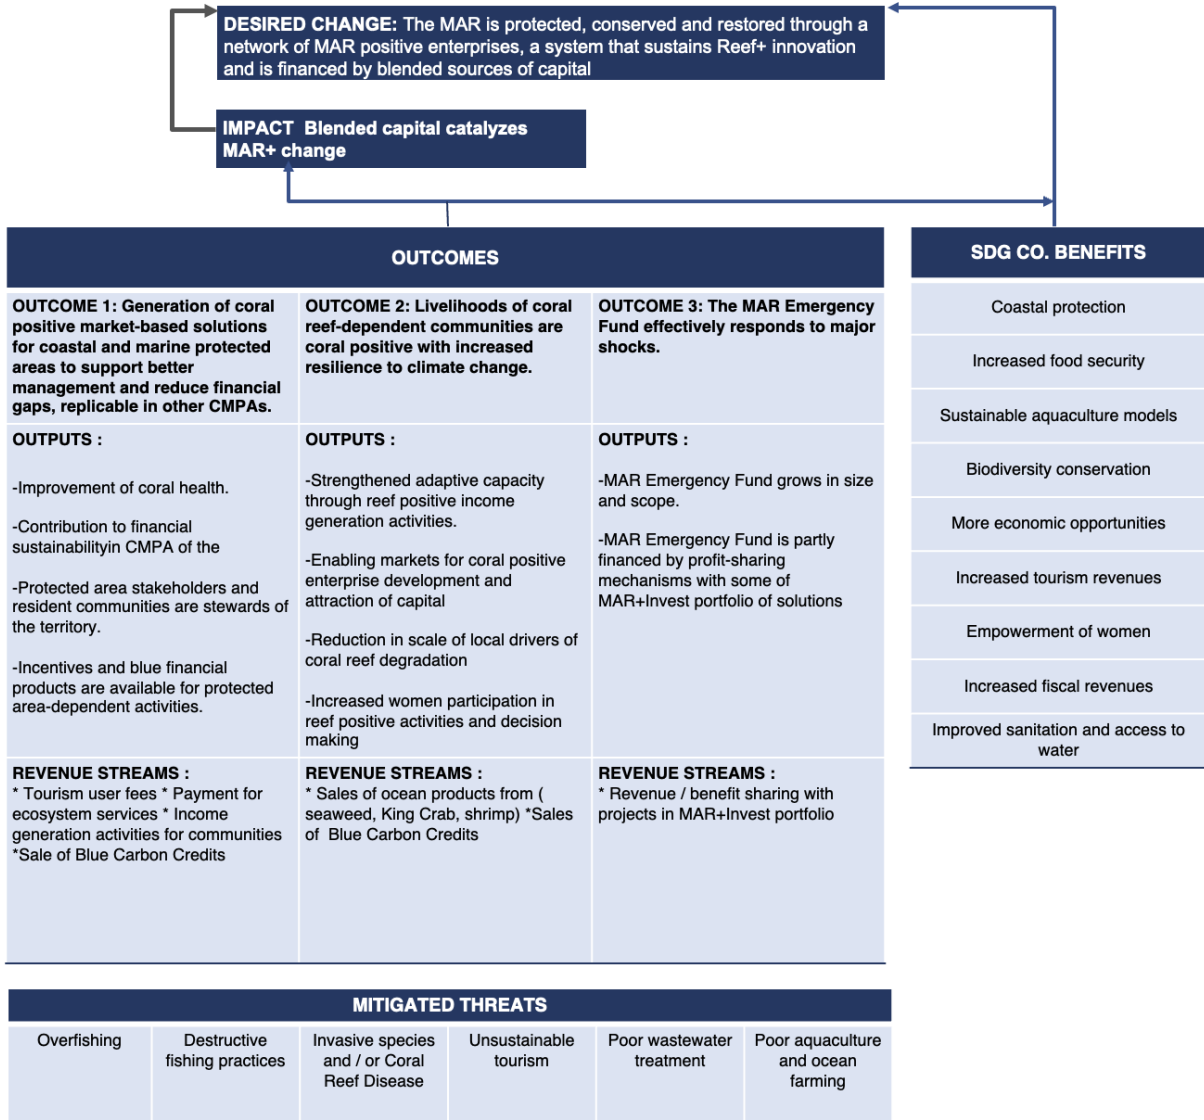 DESIRED CHANGE: The MAR is protected, conserved and restored through a
network of MAR positive enterprises, a system that sustains Reef+ innovation
and is financed by blended sources of capital
IMPACT Blended capital catalyzes
MAR+ change
OUTCOMES
OUTCOME 1: Generation of coral
positive market-based solutions
for coastal and marine protected
areas to support better
management and reduce financial
gaps, replicable in other CMPAs.
OUTCOME 2: Livelihoods of coral
reef-dependent communities are
coral positive with increased
resilience to climate change.
OUTCOME 3: The MAR Emergency
Fund effectively responds to major
shocks.
OUTPUTS :
-Improvement of coral health.
-Contribution to financial
sustainabilityin CMPA of the
-Protected area stakeholders and
resident communities are stewards of
the territory.
-Incentives and blue financial
products are available for protected
area-dependent activities.
OUTPUTS :
-Strengthened adaptive capacity
through reef positive income
generation activities.
-Enabling markets for coral positive
enterprise development and
attraction of capital
-Reduction in scale of local drivers of
coral reef degradation
-Increased women participation in
reef positive activities and decision
making
OUTPUTS :
-MAR Emergency Fund grows in size
and scope.
-MAR Emergency Fund is partly
financed by profit-sharing
mechanisms with some of
MAR+Invest portfolio of solutions
REVENUE STREAMS :
* Tourism user fees * Payment for
ecosystem services * Income
generation activities for communities
*Sale of Blue Carbon Credits
REVENUE STREAMS :
* Sales of ocean products from (
seaweed, King Crab, shrimp) *Sales
of Blue Carbon Credits
REVENUE STREAMS :
* Revenue / benefit sharing with
projects in MAR+Invest portfolio
SDG CO. BENEFITS
Coastal protection
Increased food security
Sustainable aquaculture models
Biodiversity conservation
More economic opportunities
Increased tourism revenues
Empowerment of women
Increased fiscal revenues
Improved sanitation and access to
water
MITIGATED THREATS
Overfishing
Destructive
fishing practices
Invasive species
and / or Coral
Reef Disease
Unsustainable
tourism
Poor wastewater
treatment
Poor aquaculture
and ocean
farming